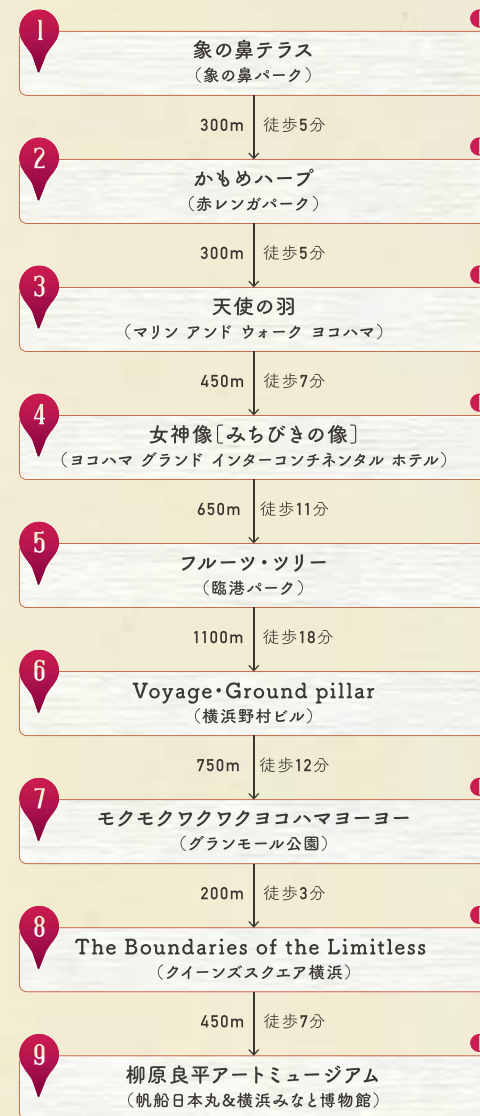 1
象の鼻テラス
（象の鼻パーク）
300m 徒歩5分
2
かもめハープ
（赤レンガパーク）
300m 徒歩5分
3
天使の羽
（マリン アンド ウォーク ヨコハマ）
450m 徒歩7分
4
女神像［みちびきの像］
（ヨコハマ グランド インターコンチネンタル ホテル）
650m 徒歩11分
5
フルーツ・ツリー
（臨港パーク）
1100m 徒歩18分
6
Voyage・Ground pillar
（横浜野村ビル）
750m 徒歩12分
7
モクモクワクワクヨコハマヨーヨー
（グランモール公園）
200m 徒歩3分
8
The Boundaries of the Limitless
（クイーンズスクエア横浜）
450m 徒歩7分
9
柳原良平アートミュージアム
（帆船日本丸&横浜みなと博物館）